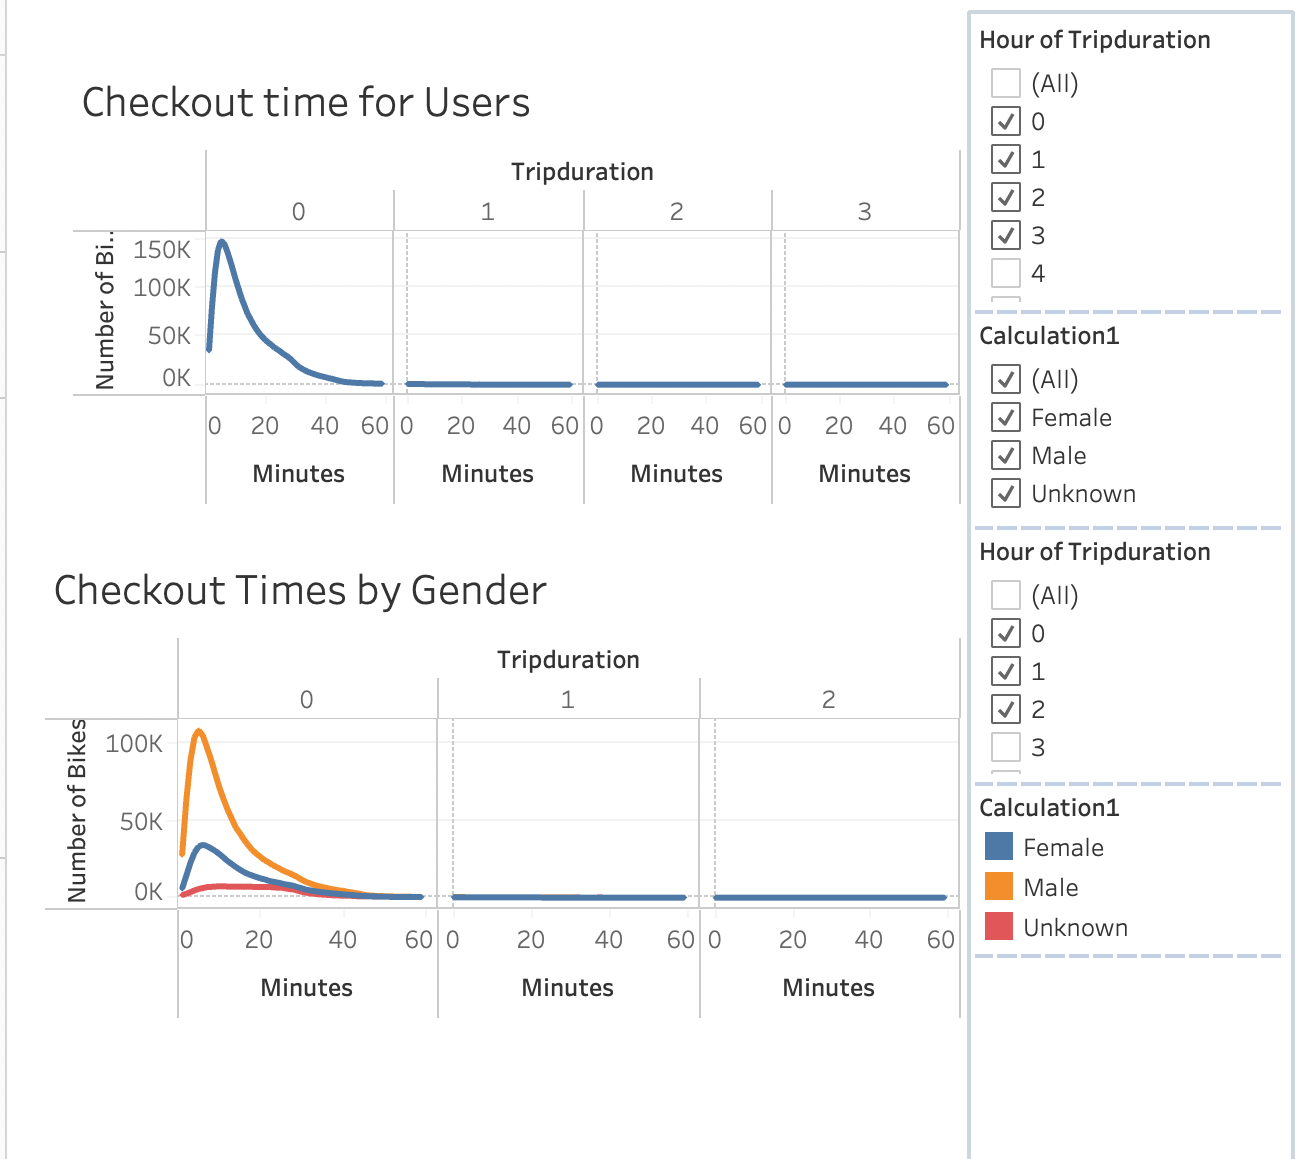 Checkout time for Users
Tripduration
0 1 2 3
Number of Bi..
150K
100K
50K
0K
0 20 40 60 0 20 40 60 0 20 40 60 0 20 40 60
Minutes Minutes Minutes Minutes
Checkout Times by Gender
Tripduration
0 1 2
Number of Bikes
100K
50K
0K
0 20 40 60 0 20 40 60 0 20 40 60
Minutes Minutes Minutes
Hour of Tripduration
(All)
0
1
2
3
4
Calculation1
(All)
Female
Male
Unknown
Hour of Tripduration
(All)
0
1
2
3
Calculation1
Female
Male
Unknown